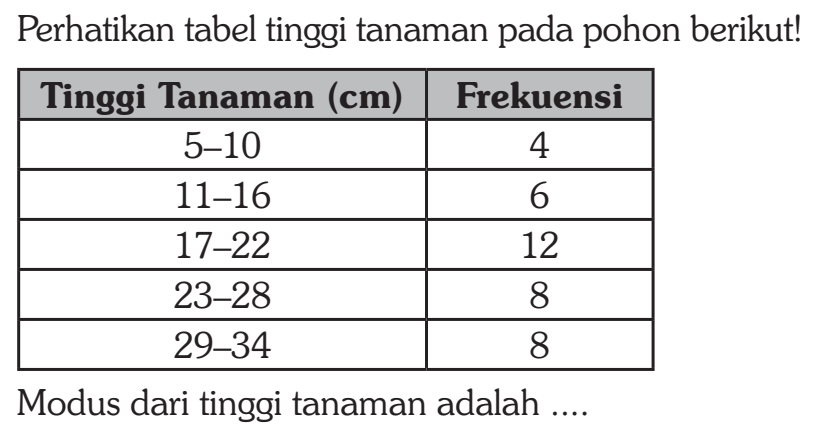 Perhatikan tabel tinggi tanaman pada pohon berikut!
Tinggi Tanaman (cm) Frekuensi
5–10 4
11–16 6
17–22 12
23–28 8
29–34 8
Modus dari tinggi tanaman adalah ....